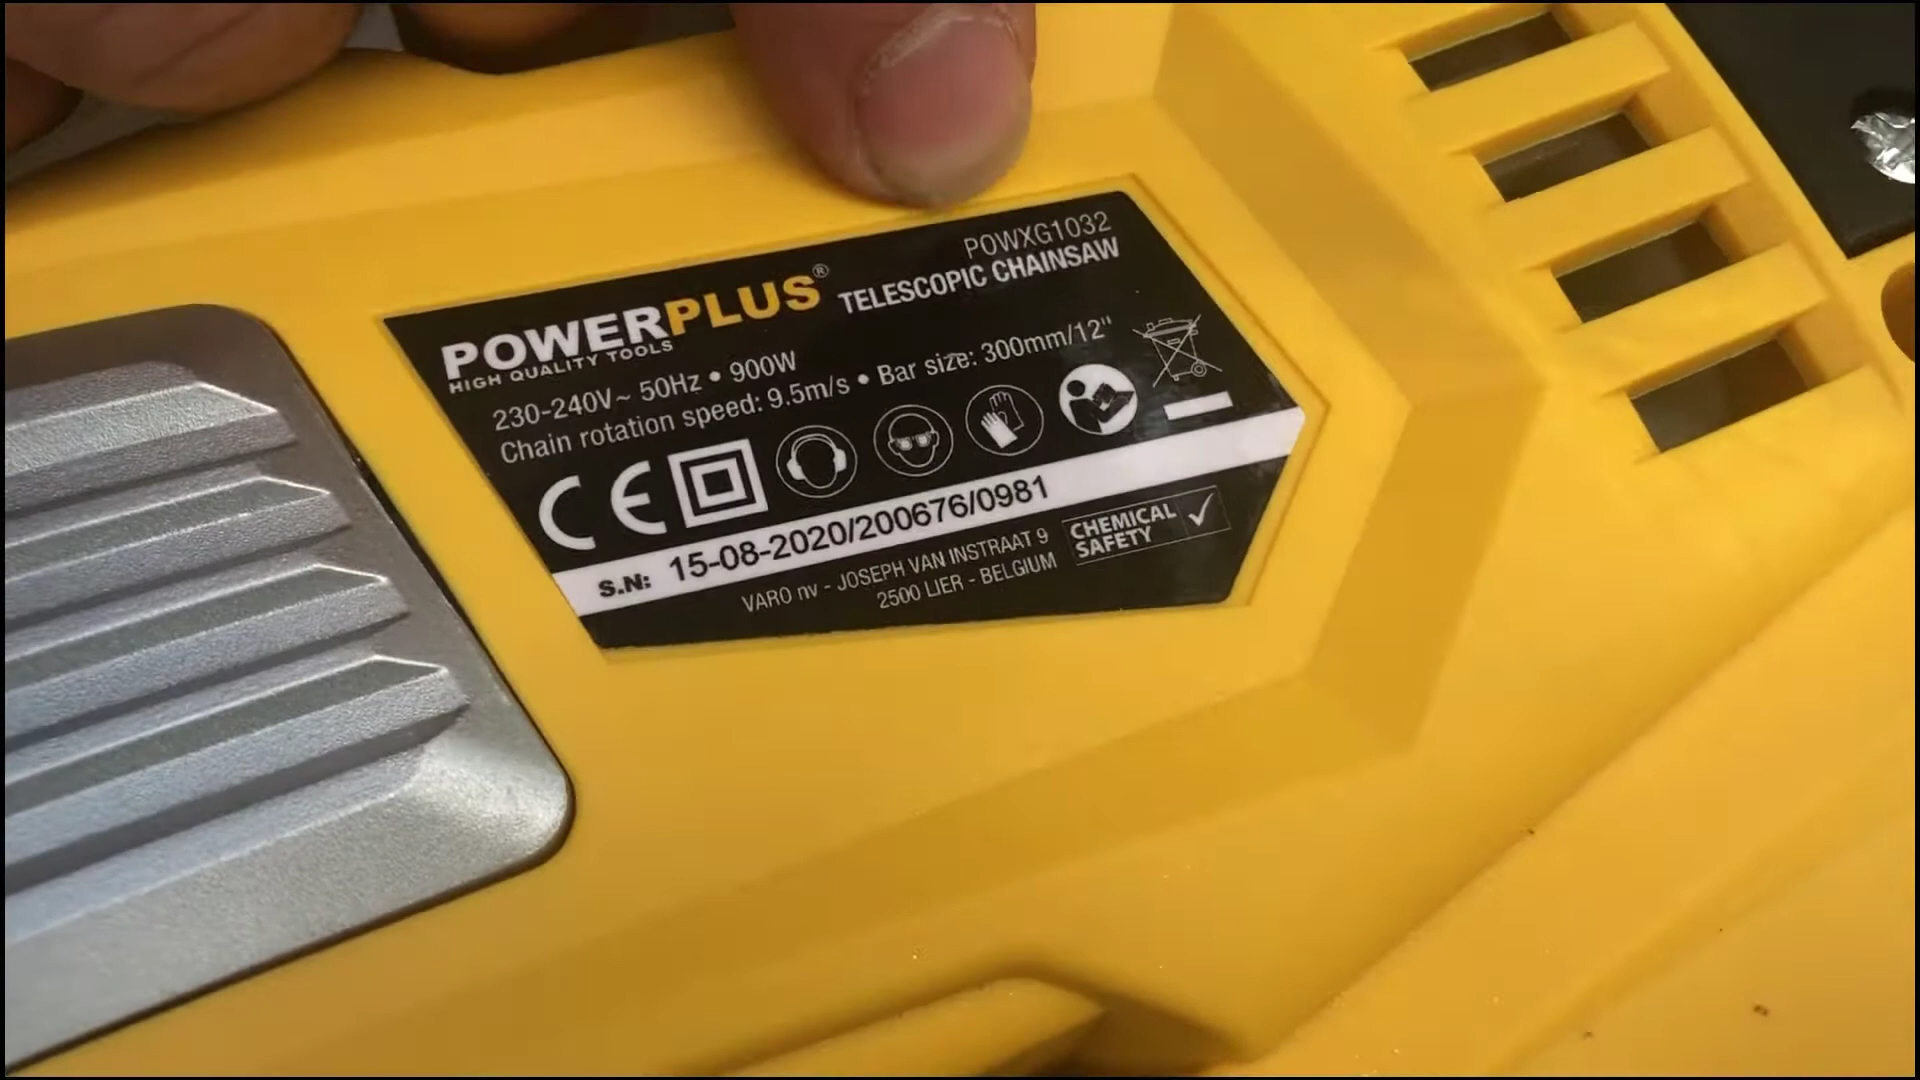 POWXG1032
POWERPLUS® TELESCOPIC CHAINSAW
HIGH QUALITY TOOLS
230-240V~ 50Hz • 900W
Chain rotation speed: 9.5m/s • Bar size: 300mm/12"
CE
S.N: 15-08-2020/200676/0981
VARO nv - JOSEPH VAN INSTRAAT 9
2500 LIER - BELGIUM
CHEMICAL
SAFETY